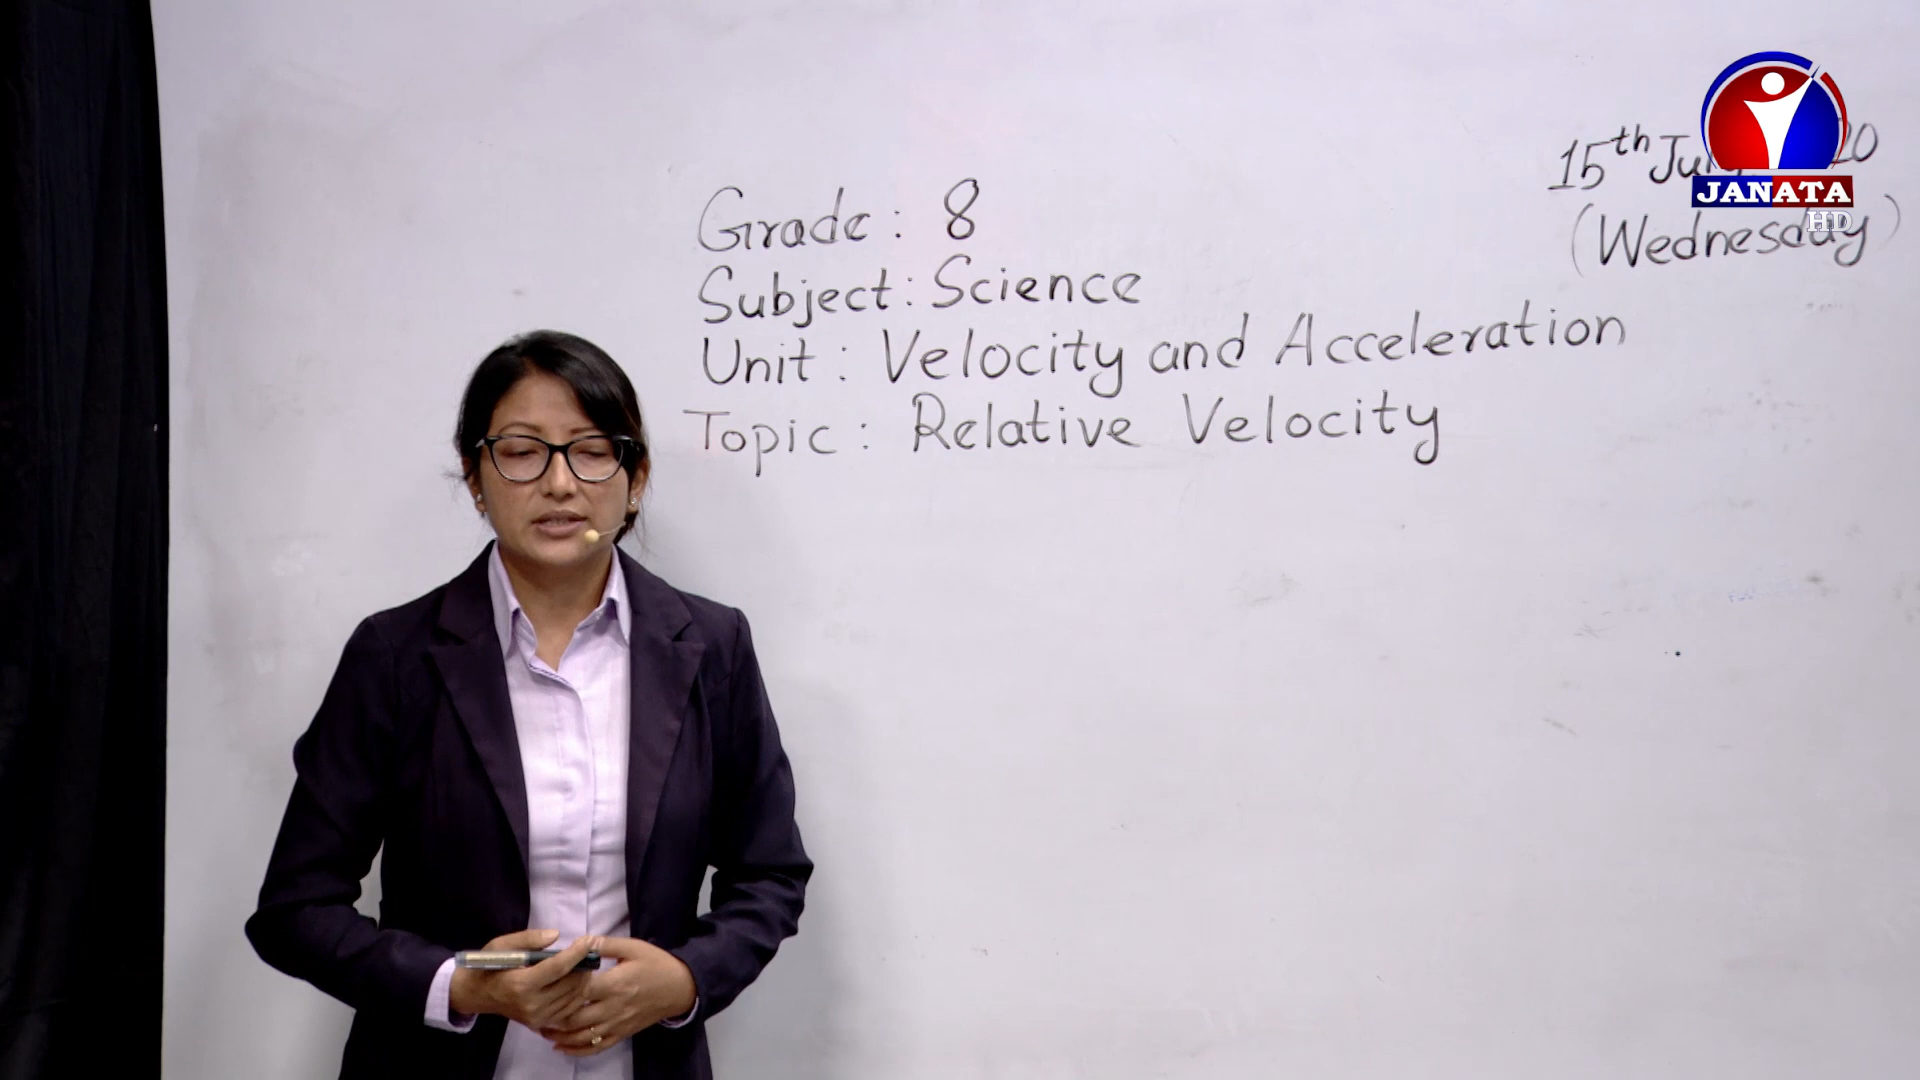 15th
(Wednesday)
Grade: 8
Subject: Science
Unit: Velocity and Acceleration
Topic: Relative Velocity
JANATA
HD